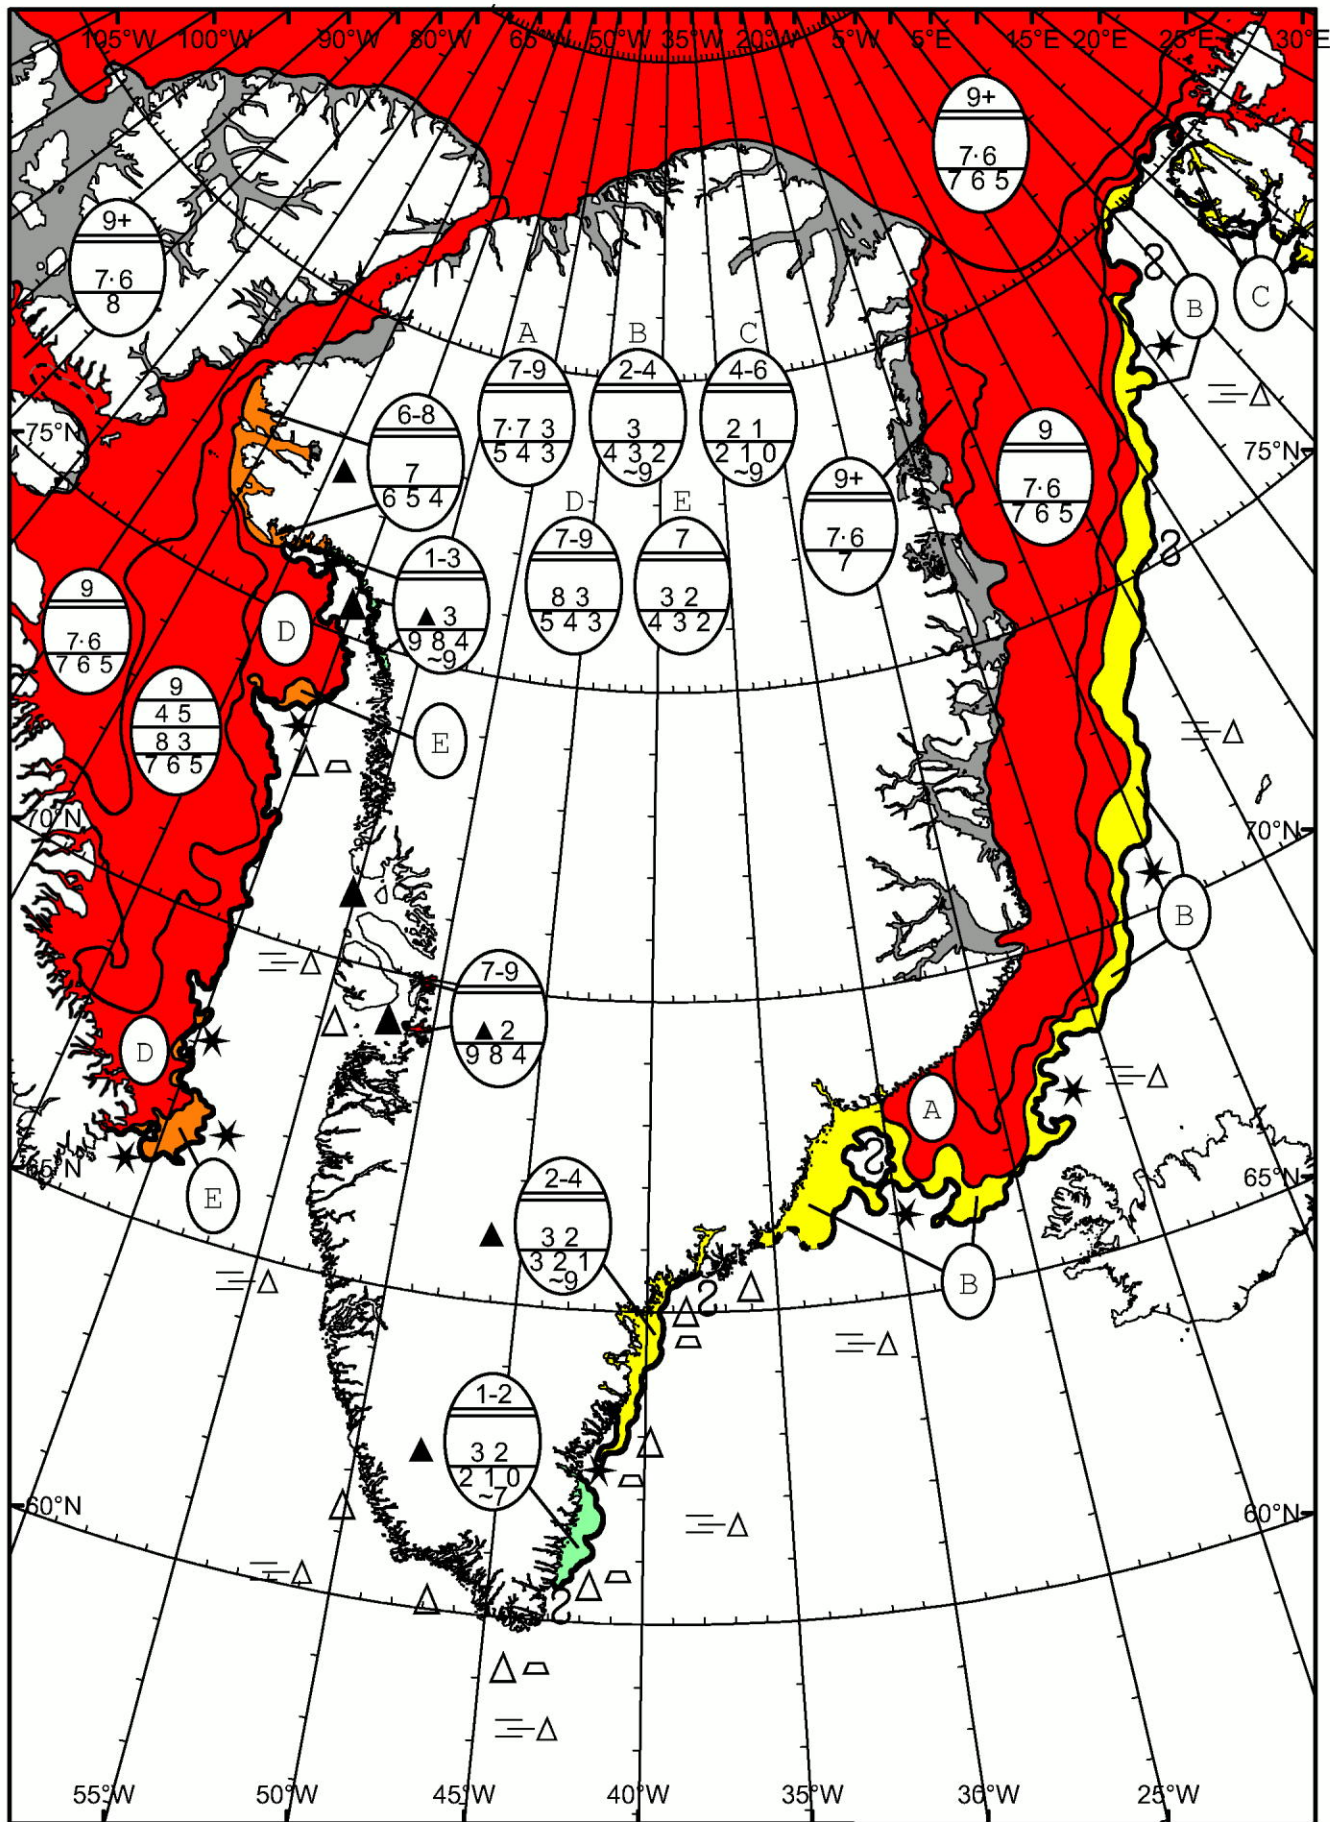 105°W 100°W 90°W 80°W 65°W 50°W 35°W 20°W 5°W 5°E 15°E 20°E 25°E 30°E
9+
7·6
7 6 5
9+
7·6
8
B
C
A
7-9
7·7 3
5 4 3
B
2-4
3
4 3 2
~9
C
4-6
2 1
2 1 0
~9
6-8
7
6 5 4
75°N
75°N
9
7·6
7 6 5
9+
7·6
7
D
7-9
8 3
5 4 3
E
7
3 2
4 3 2
1-3
▲ 3
9 8 4
~9
9
7·6
7 6 5
D
9
4 5
8 3
7 6 5
E
70°N
70°N
B
7-9
▲ 2
9 8 4
D
A
65°N
65°N
E
2-4
3 2
3 2 1
~9
B
1-2
3 2
2 1 0
~7
60°N
60°N
55°W 50°W 45°W 40°W 35°W 30°W 25°W